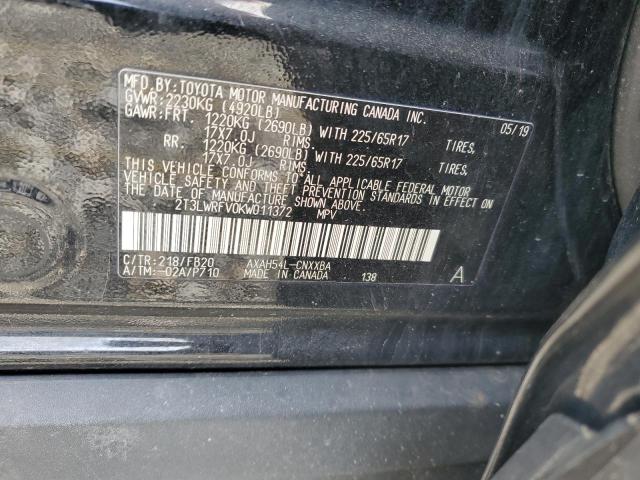 MFD.BY:TOYOTA MOTOR MANUFACTURING CANADA INC.
GVWR:2230KG (4920LB) 05/19
GAWR:FRT. 1220KG (2690LB) WITH 225/65R17 TIRES.
17X7.0J RIMS.
RR. 1220KG (2690LB) WITH 225/65R17 TIRES.
17X7.0J RIMS.
THIS VEHICLE CONFORMS TO ALL APPLICABLE FEDERAL MOTOR
VEHICLE SAFETY STANDARDS IN EFFECT ON THE
DATE OF MANUFACTURE SHOWN ABOVE.
2T3LWRFV0KW011372 MPV
C/TR:218/FB20 AXAH54L-CNXXBA
A/TM:-02A/P710 MADE IN CANADA 138 A